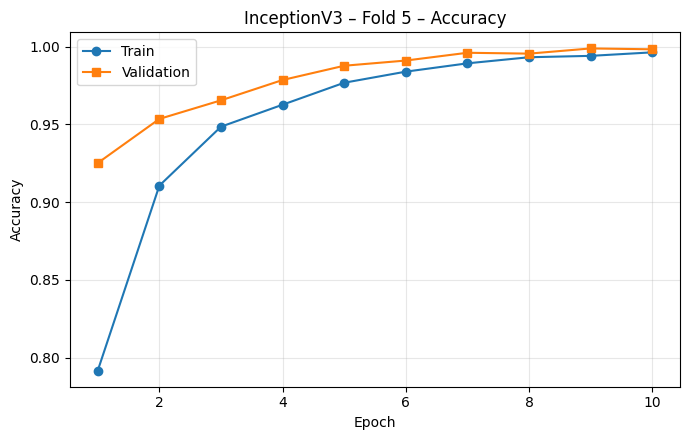 InceptionV3 – Fold 5 – Accuracy
Train
Validation
1.00
0.95
0.90
0.85
0.80
Accuracy
2 4 6 8 10
Epoch